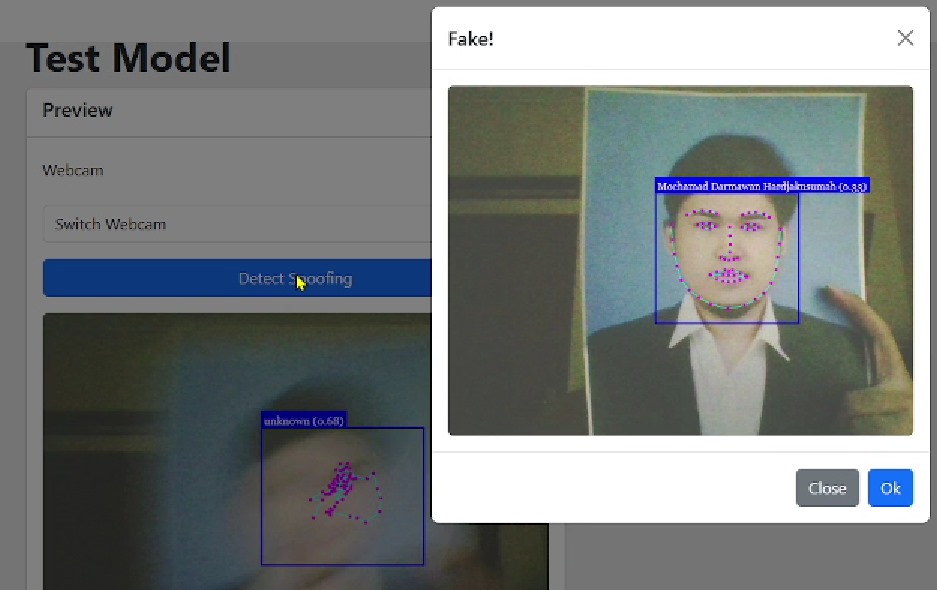 Test Model
Preview
Webcam
Switch Webcam
Detect Spoofing
unknown (0.68)
Fake!
Mochamad Darmawan Hardjakusumah (0.33)
Close
Ok